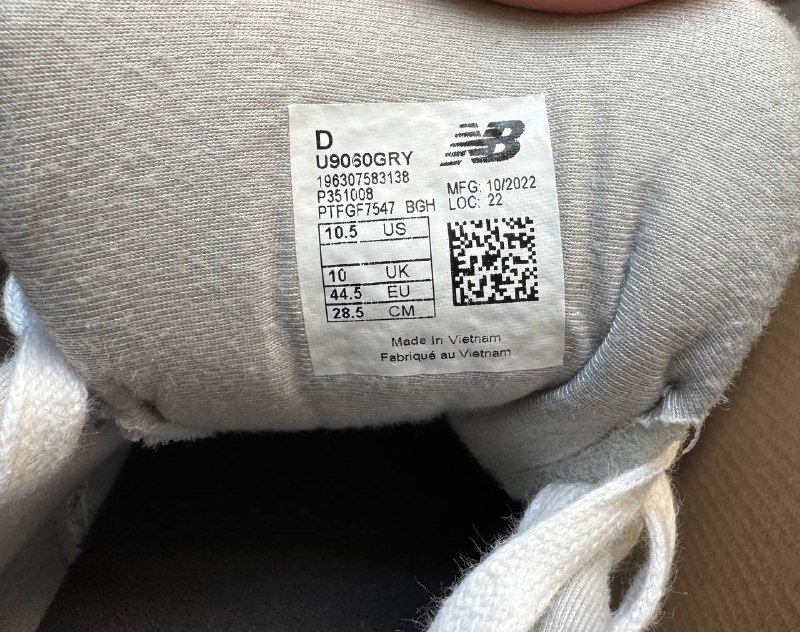 D
U9060GRY
196307583138
P351008
PTFGF7547 BGH
NB
MFG: 10/2022
LOC: 22
10.5 US
10 UK
44.5 EU
28.5 CM
Made In Vietnam
Fabriqué au Vietnam